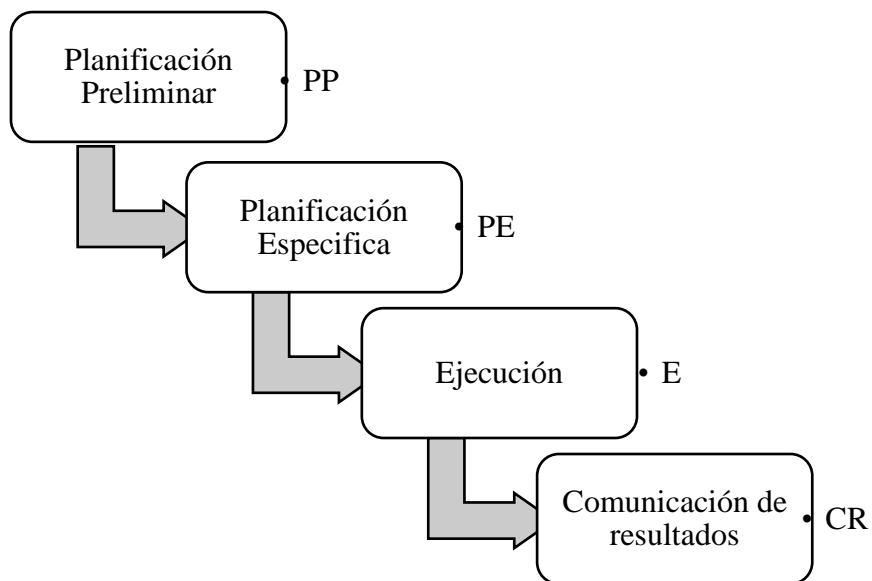 Planificación
Preliminar
• PP
Planificación
Especifica
• PE
Ejecución
• E
Comunicación de
resultados
• CR